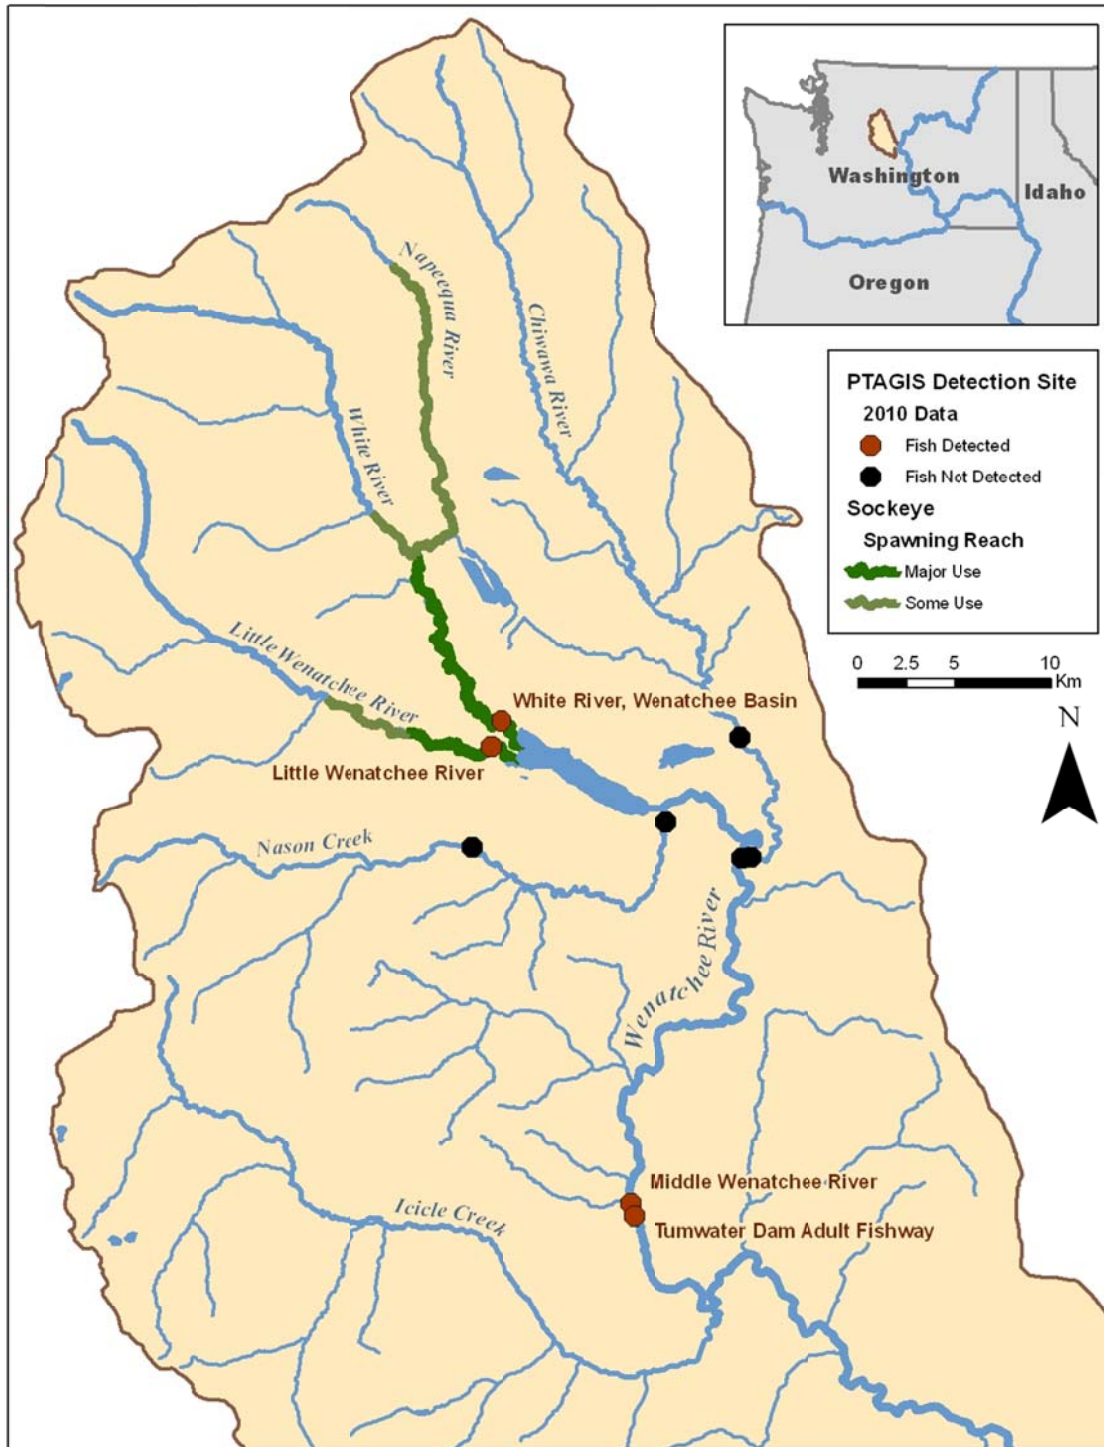 Washington
Idaho
Oregon
Napeequa River
Chiwawa River
White River
Little Wenatchee River
PTAGIS Detection Site
2010 Data
Fish Detected
Fish Not Detected
Sockeye
Spawning Reach
Major Use
Some Use
0 2.5 5 10
Km
N
White River, Wenatchee Basin
Little Wenatchee River
Nason Creek
Wenatchee River
Middle Wenatchee River
Tumwater Dam Adult Fishway
Icicle Creek